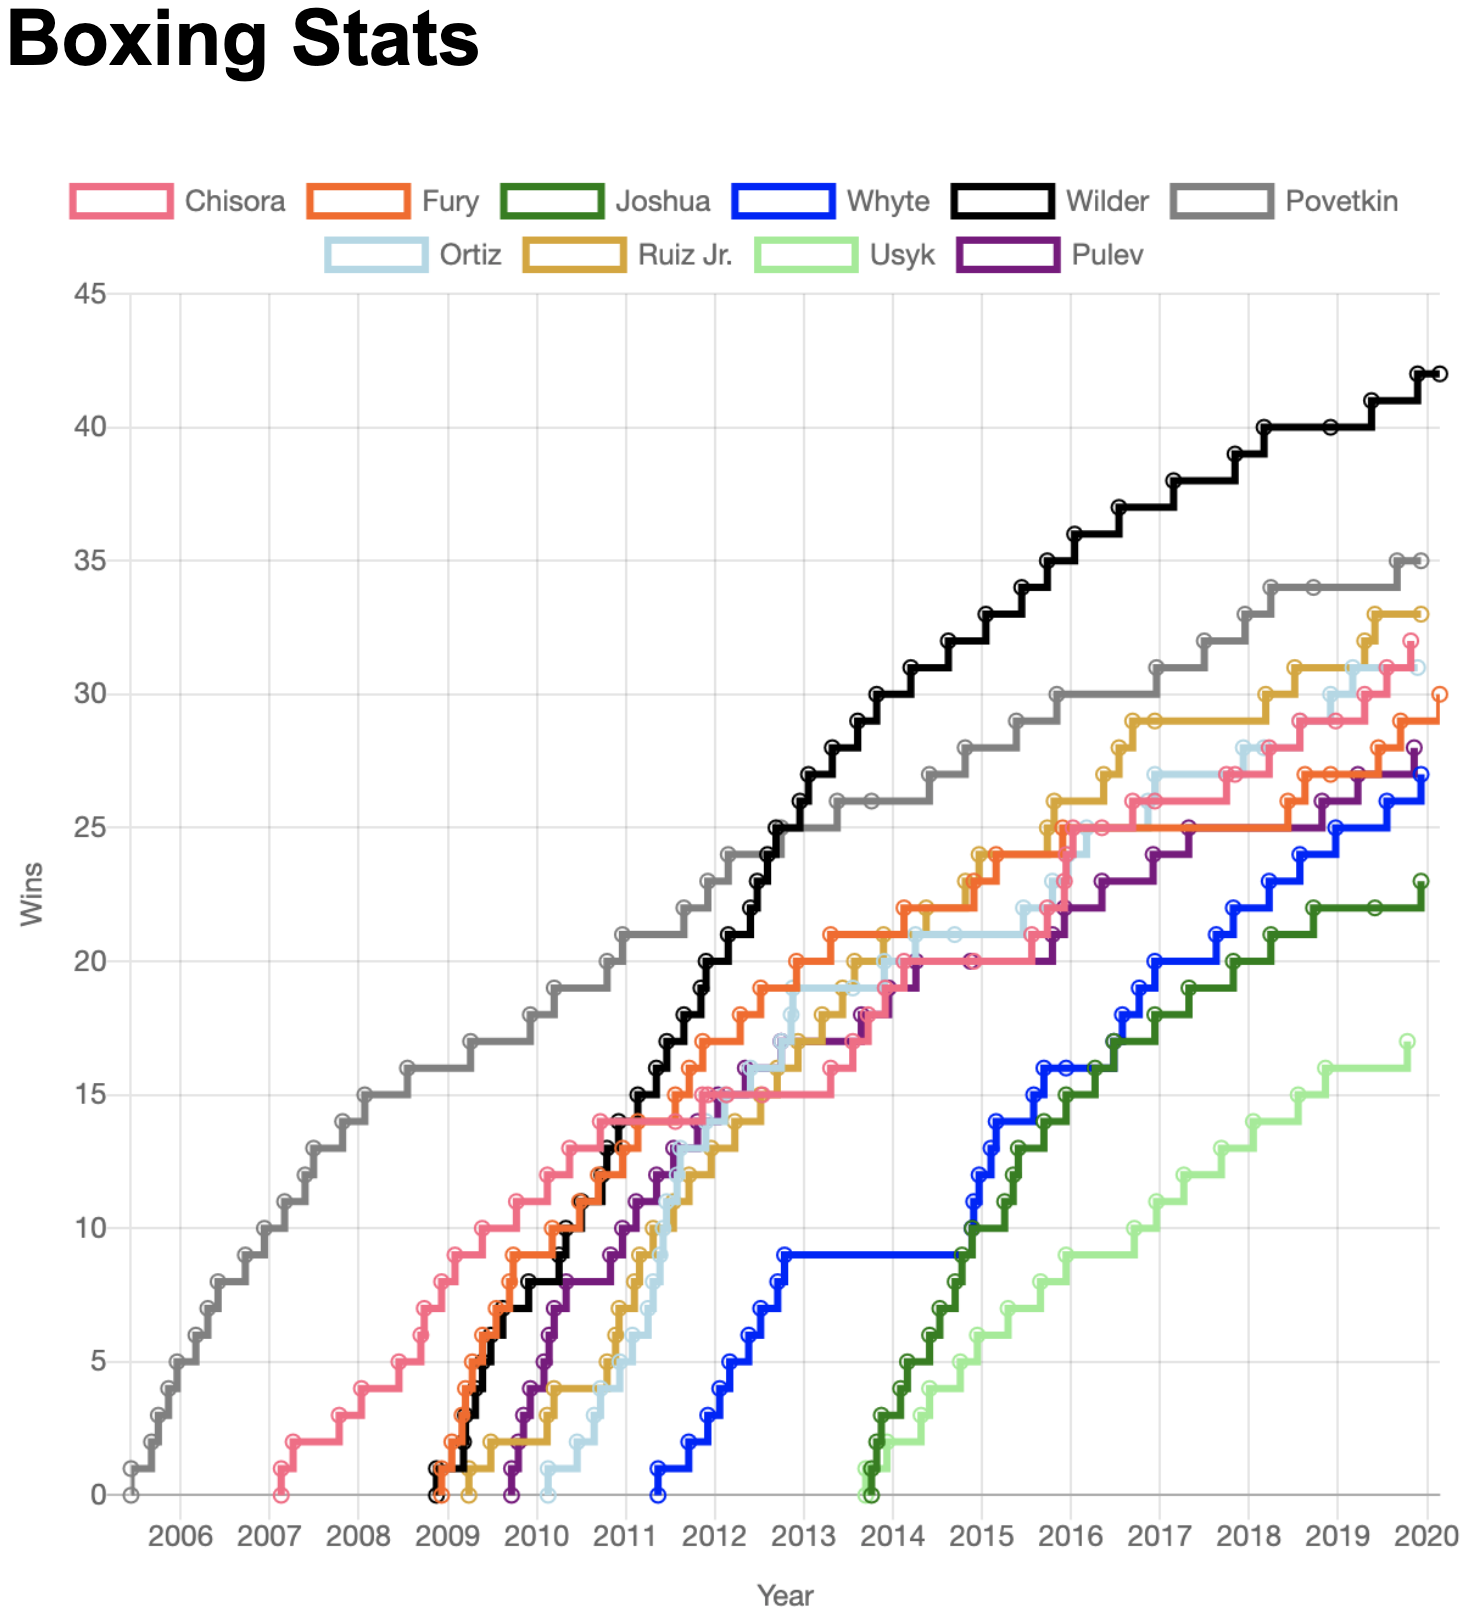 Boxing Stats
Chisora Fury Joshua Whyte Wilder Povetkin
Ortiz Ruiz Jr. Usyk Pulev
45
40
35
30
25
20
15
10
5
0
Wins
2006 2007 2008 2009 2010 2011 2012 2013 2014 2015 2016 2017 2018 2019 2020
Year